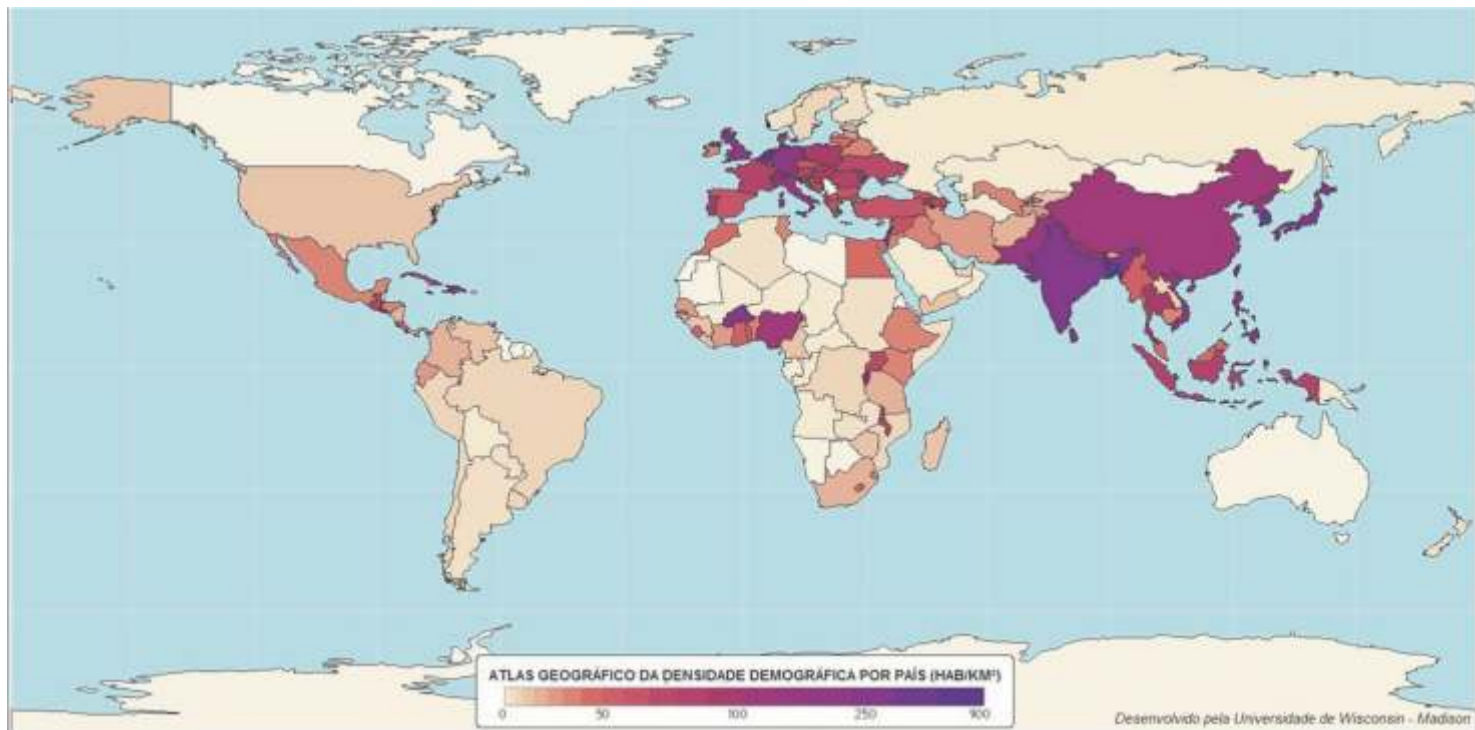 ATLAS GEOGRÁFICO DA DENSIDADE DEMOGRÁFICA POR PAÍS (HAB/KM²)
0 50 100 250 900
Desenvolvido pela Universidade de Wisconsin - Madison